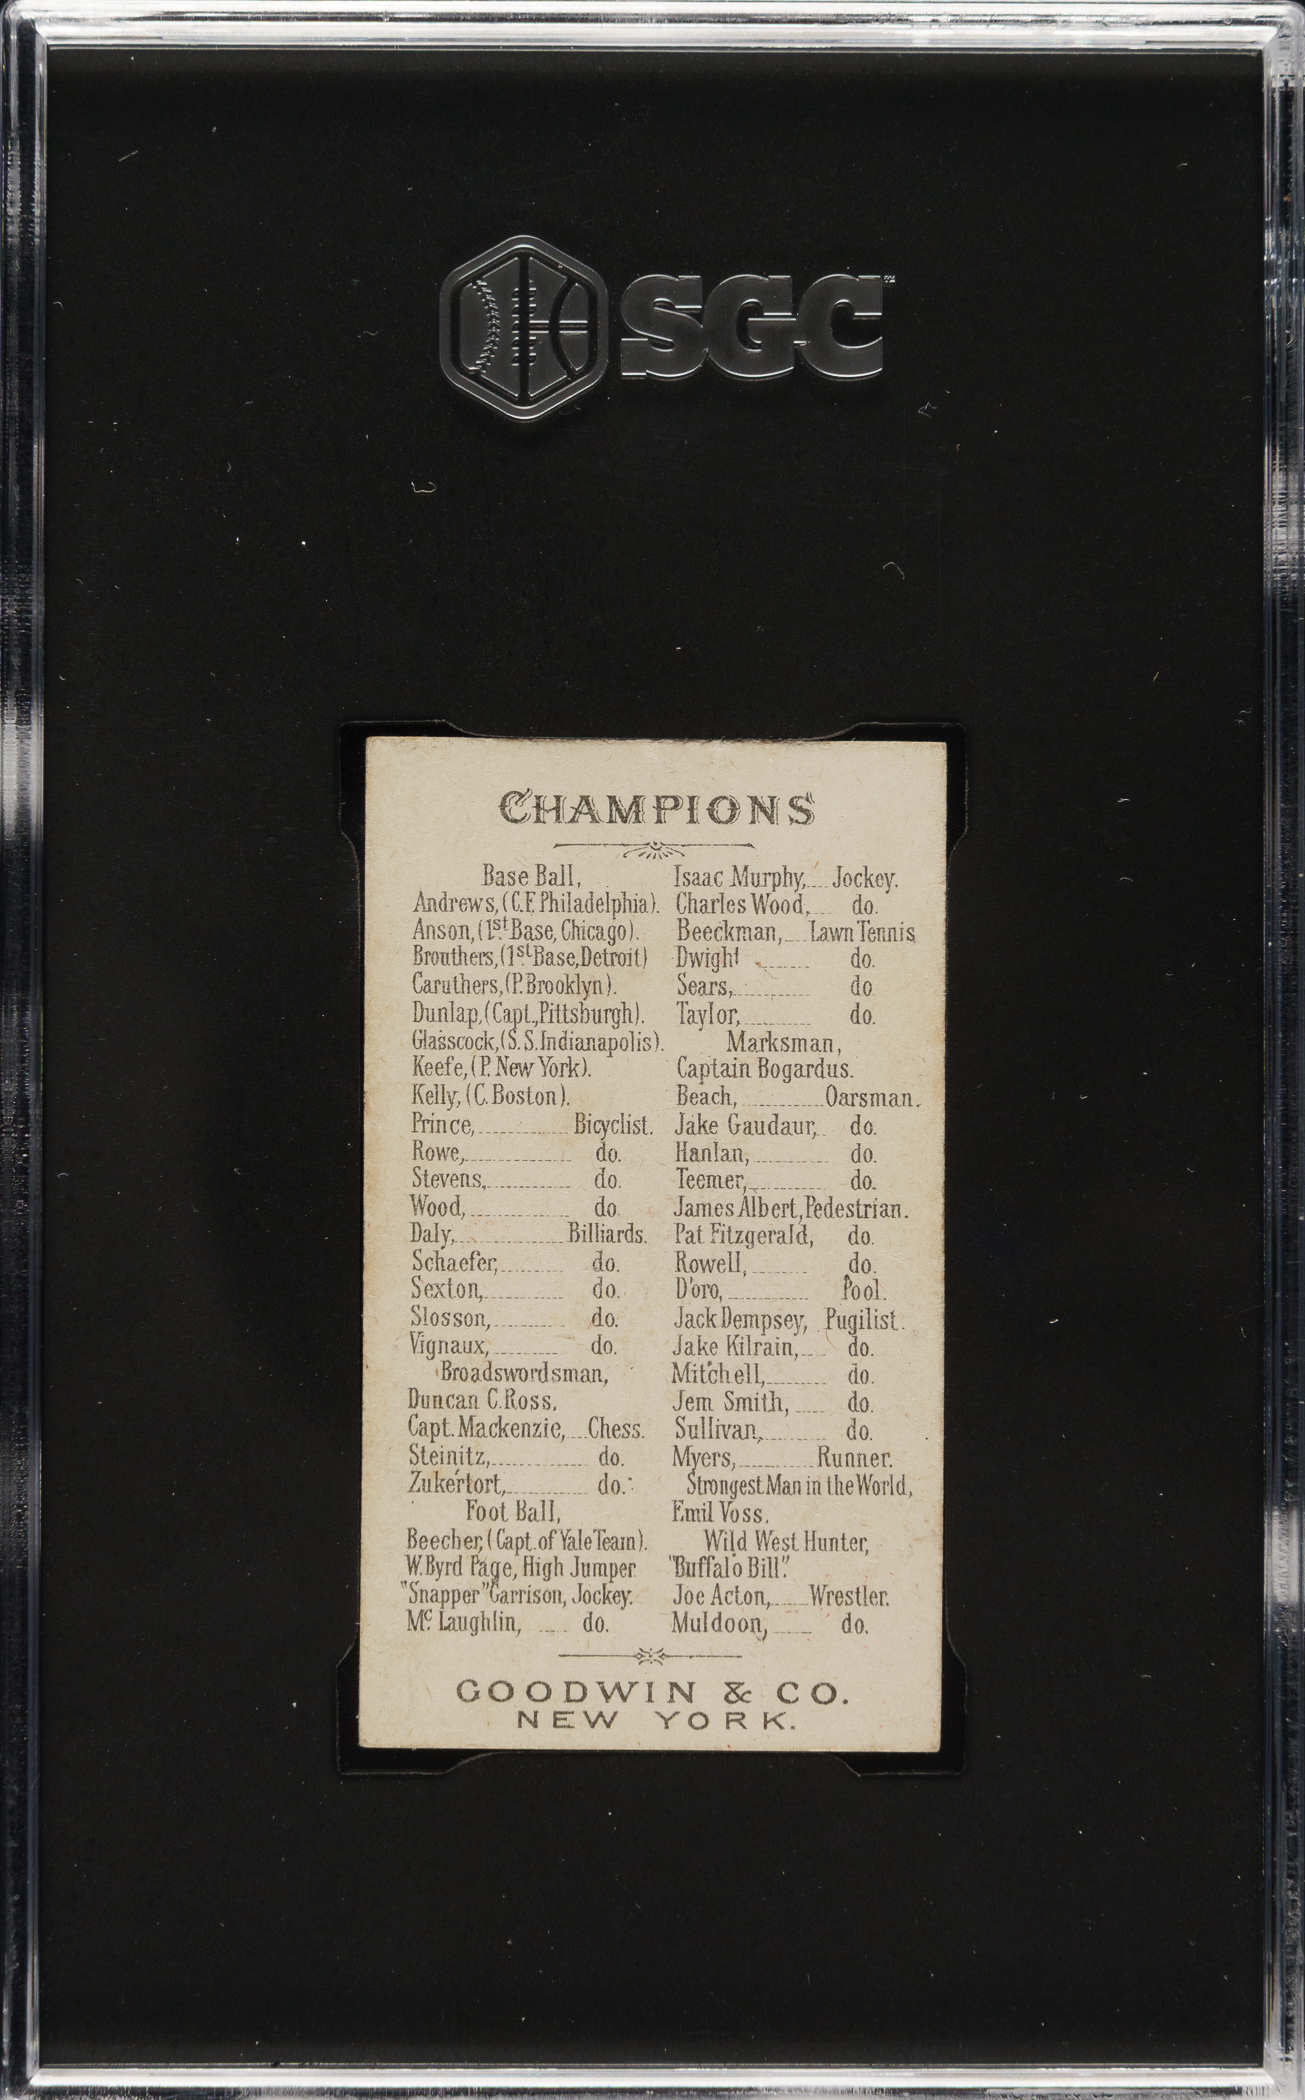 SGC™
CHAMPIONS
Base Ball,
Andrews, (C.F. Philadelphia).
Anson, (1st Base, Chicago).
Brouthers, (1st Base, Detroit)
Caruthers, (P. Brooklyn).
Dunlap, (Capt., Pittsburgh).
Glasscock, (S. S. Indianapolis).
Keefe, (P. New York).
Kelly, (C. Boston).
Prince, Bicyclist.
Rowe, do.
Stevens, do.
Wood, do.
Daly, Billiards.
Schaefer, do.
Sexton, do.
Slosson, do.
Vignaux, do.
Broadswordsman,
Duncan C. Ross.
Capt. Mackenzie, Chess.
Steinitz, do.
Zukertort, do.
Foot Ball,
Beecher, (Capt. of Yale Team).
W. Byrd Page, High Jumper
"Snapper" Garrison, Jockey.
Mc. Laughlin, do.
Isaac Murphy, Jockey.
Charles Wood, do.
Beeckman, Lawn Tennis
Dwight do.
Sears, do
Taylor, do.
Marksman,
Captain Bogardus.
Beach, Oarsman.
Jake Gaudaur, do.
Hanlan, do.
Teemer, do.
James Albert, Pedestrian.
Pat Fitzgerald, do.
Rowell, do.
D'oro, Pool.
Jack Dempsey, Pugilist.
Jake Kilrain, do.
Mitchell, do.
Jem Smith, do.
Sullivan, do.
Myers, Runner.
Strongest Man in the World,
Emil Voss.
Wild West Hunter,
"Buffalo Bill".
Joe Acton, Wrestler.
Muldoon, do.
GOODWIN & CO.
NEW YORK.